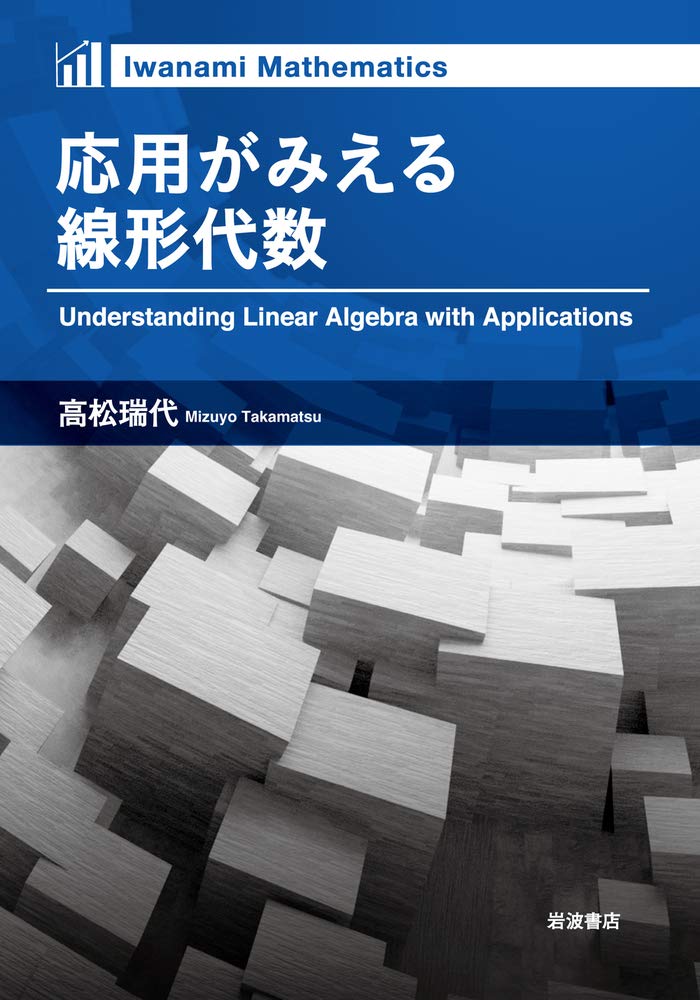 Iwanami Mathematics
応用がみえる
線形代数
Understanding Linear Algebra with Applications
高松瑞代 Mizuyo Takamatsu
岩波書店